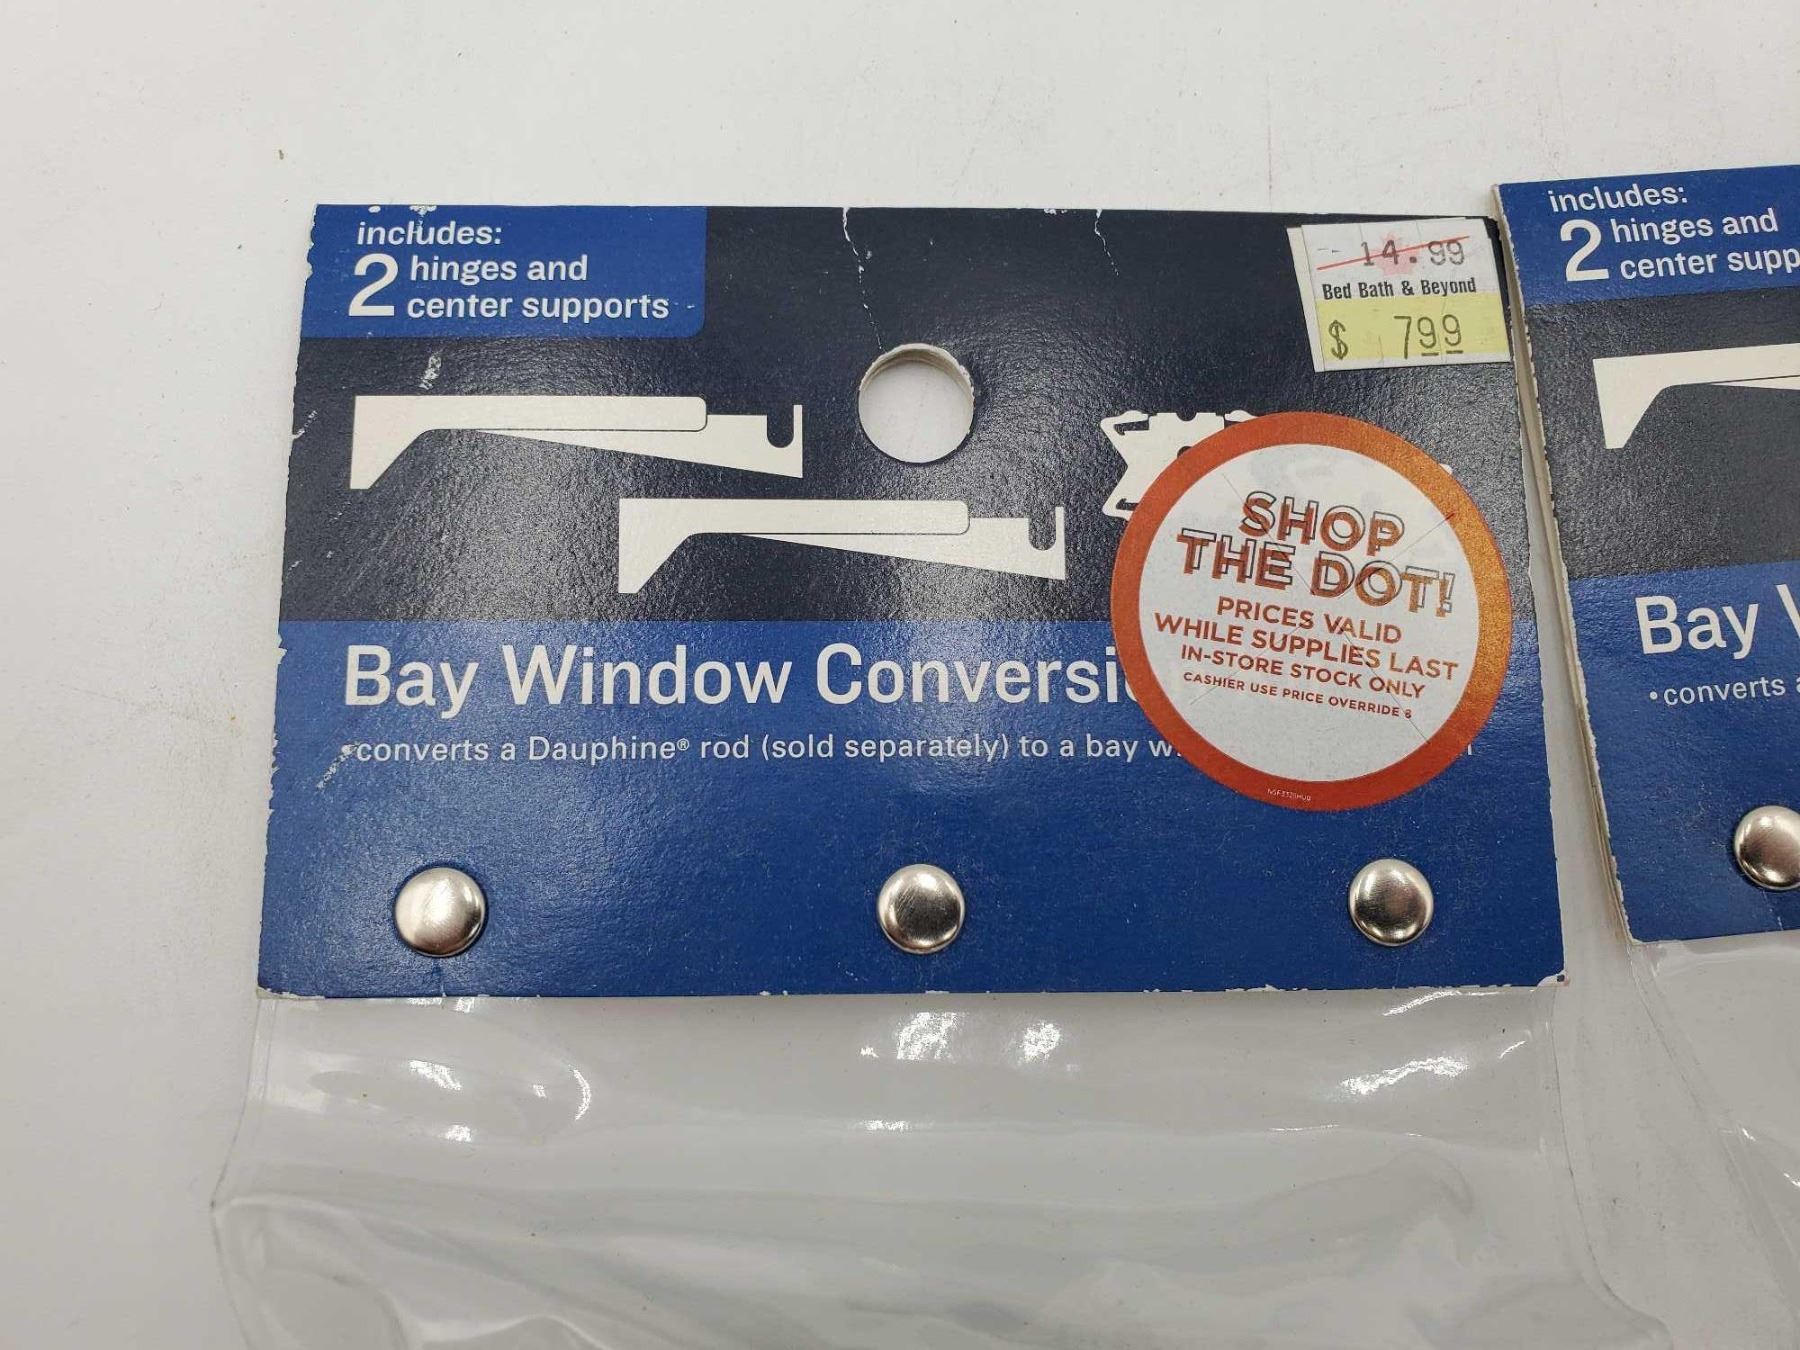 includes:
2 hinges and
center supports
14.99
Bed Bath & Beyond
$ 799
SHOP
THE DOT!
PRICES VALID
WHILE SUPPLIES LAST
IN-STORE STOCK ONLY
CASHIER USE PRICE OVERRIDE 8
Bay Window Conversi
•converts a Dauphine® rod (sold separately) to a bay w
includes:
2 hinges and
center supp
Bay
•converts